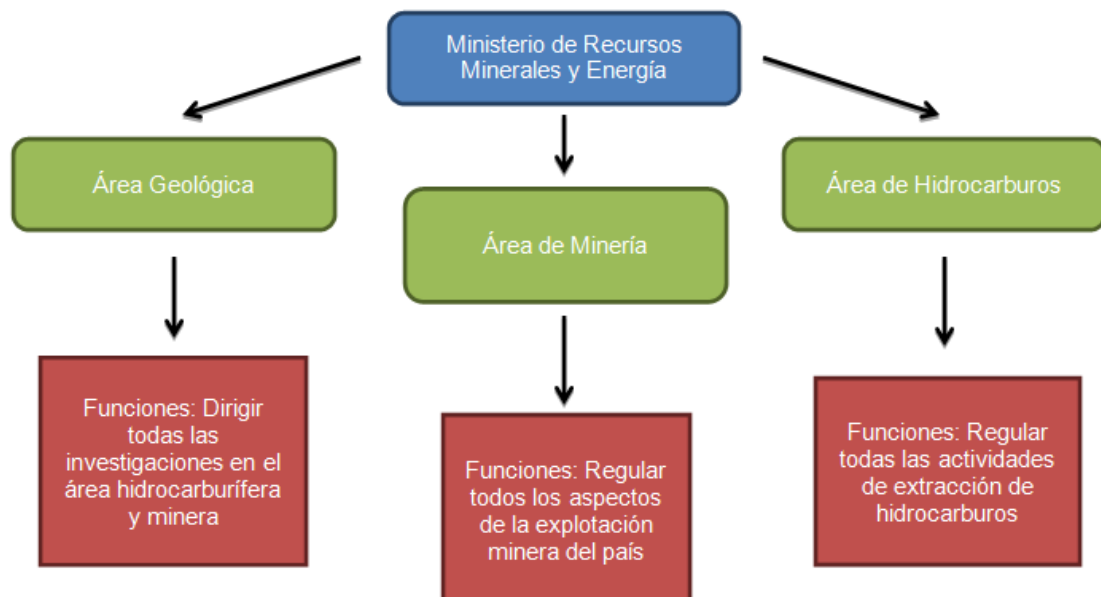 Ministerio de Recursos
Minerales y Energía
Área Geológica
Área de Minería
Área de Hidrocarburos
Funciones: Dirigir
todas las
investigaciones en el
área hidrocarburífera
y minera
Funciones: Regular
todos los aspectos
de la explotación
minera del país
Funciones: Regular
todas las actividades
de extracción de
hidrocarburos